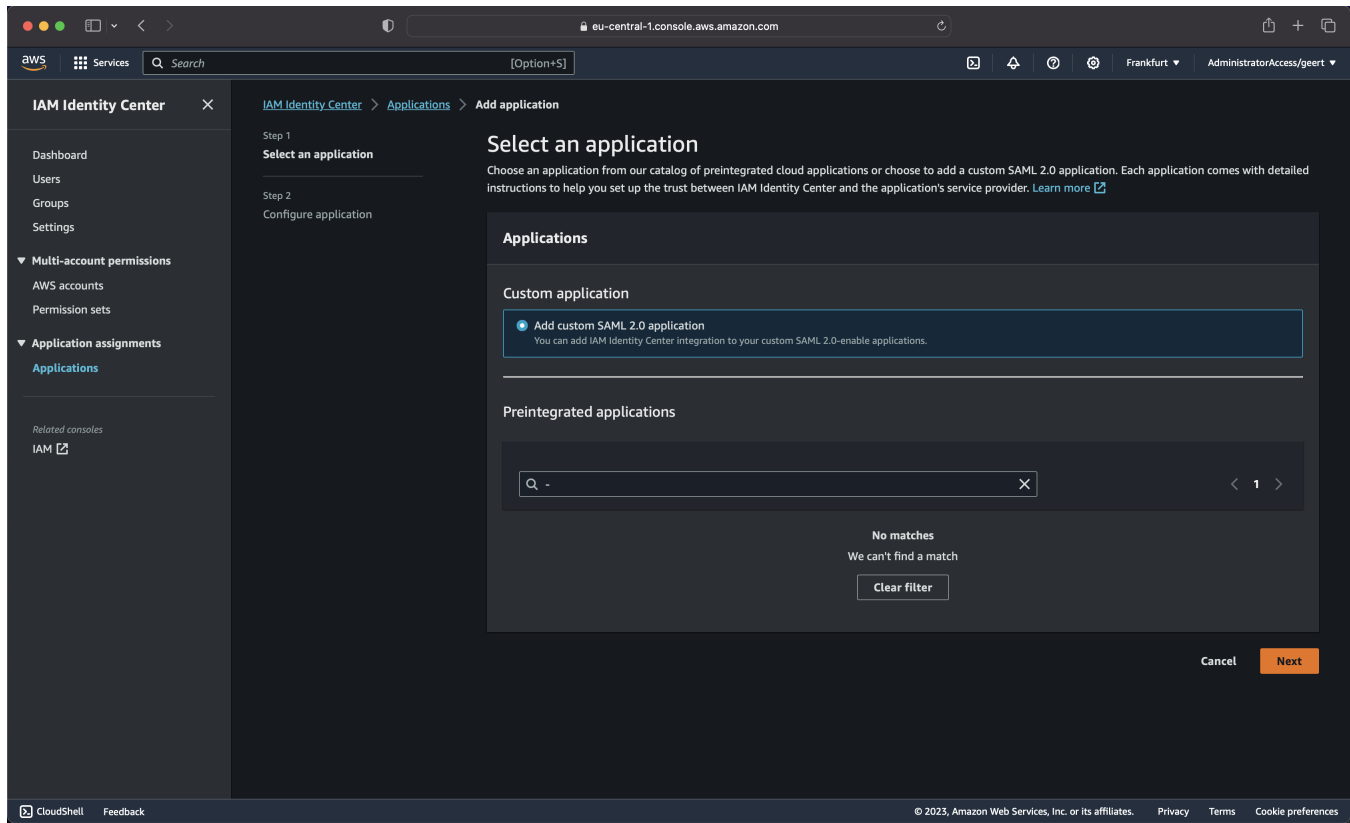 eu-central-1.console.aws.amazon.com
aws Services Search [Option+S] Frankfurt ▼ AdministratorAccess/geert ▼
IAM Identity Center
Dashboard
Users
Groups
Settings
▼ Multi-account permissions
AWS accounts
Permission sets
▼ Application assignments
Applications
Related consoles
IAM
IAM Identity Center > Applications > Add application
Step 1
Select an application
Step 2
Configure application
Select an application
Choose an application from our catalog of preintegrated cloud applications or choose to add a custom SAML 2.0 application. Each application comes with detailed
instructions to help you set up the trust between IAM Identity Center and the application's service provider. Learn more
Applications
Custom application
Add custom SAML 2.0 application
You can add IAM Identity Center integration to your custom SAML 2.0-enable applications.
Preintegrated applications
-
< 1 >
No matches
We can't find a match
Clear filter
Cancel Next
CloudShell Feedback © 2023, Amazon Web Services, Inc. or its affiliates. Privacy Terms Cookie preferences